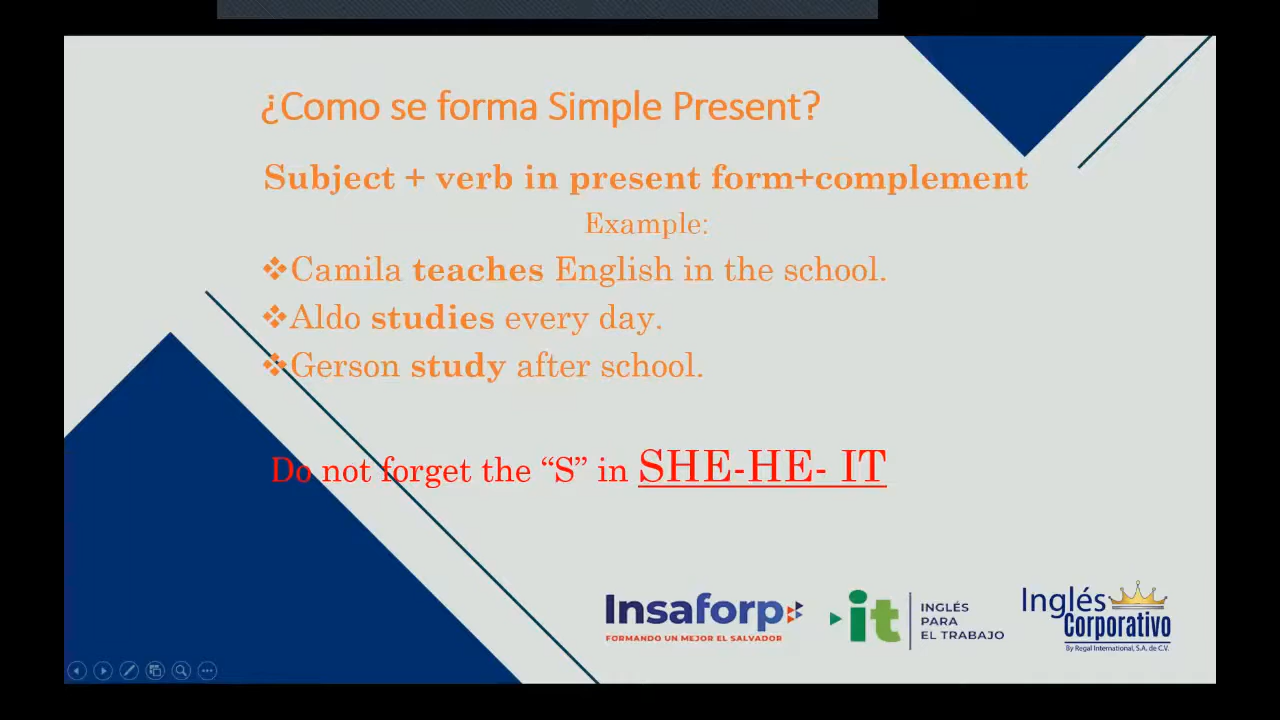 ¿Como se forma Simple Present?
Subject + verb in present form+complement
Example:
❖Camila teaches English in the school.
❖Aldo studies every day.
❖Gerson study after school.
Do not forget the “S” in SHE-HE- IT
Insaforp
FORMANDO UN MEJOR EL SALVADOR
it
INGLÉS
PARA
EL TRABAJO
Inglés
Corporativo
By Regal International, S.A. de C.V.